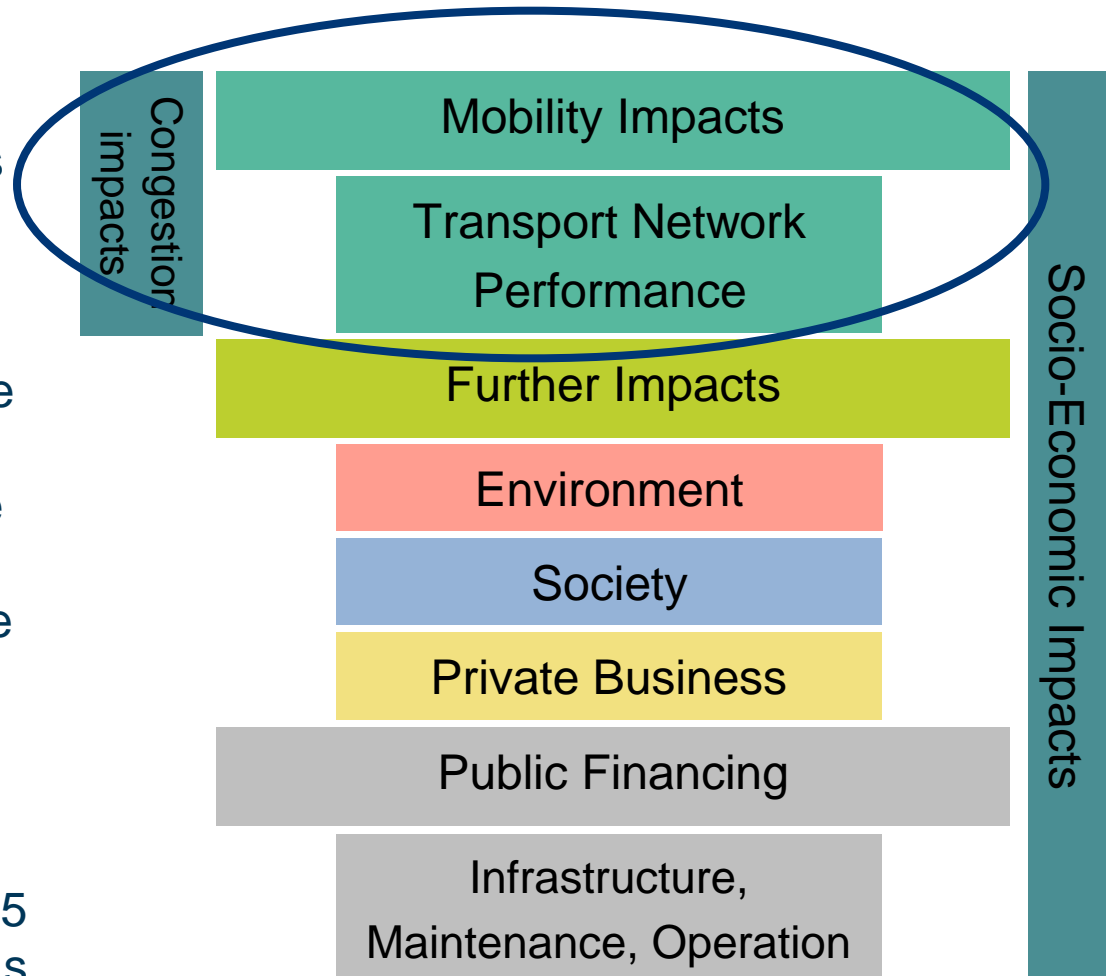 Congestion
impacts
Mobility Impacts
Transport Network
Performance
Further Impacts
Environment
Society
Private Business
Public Financing
Infrastructure,
Maintenance, Operation
Socio-Economic Impacts
5